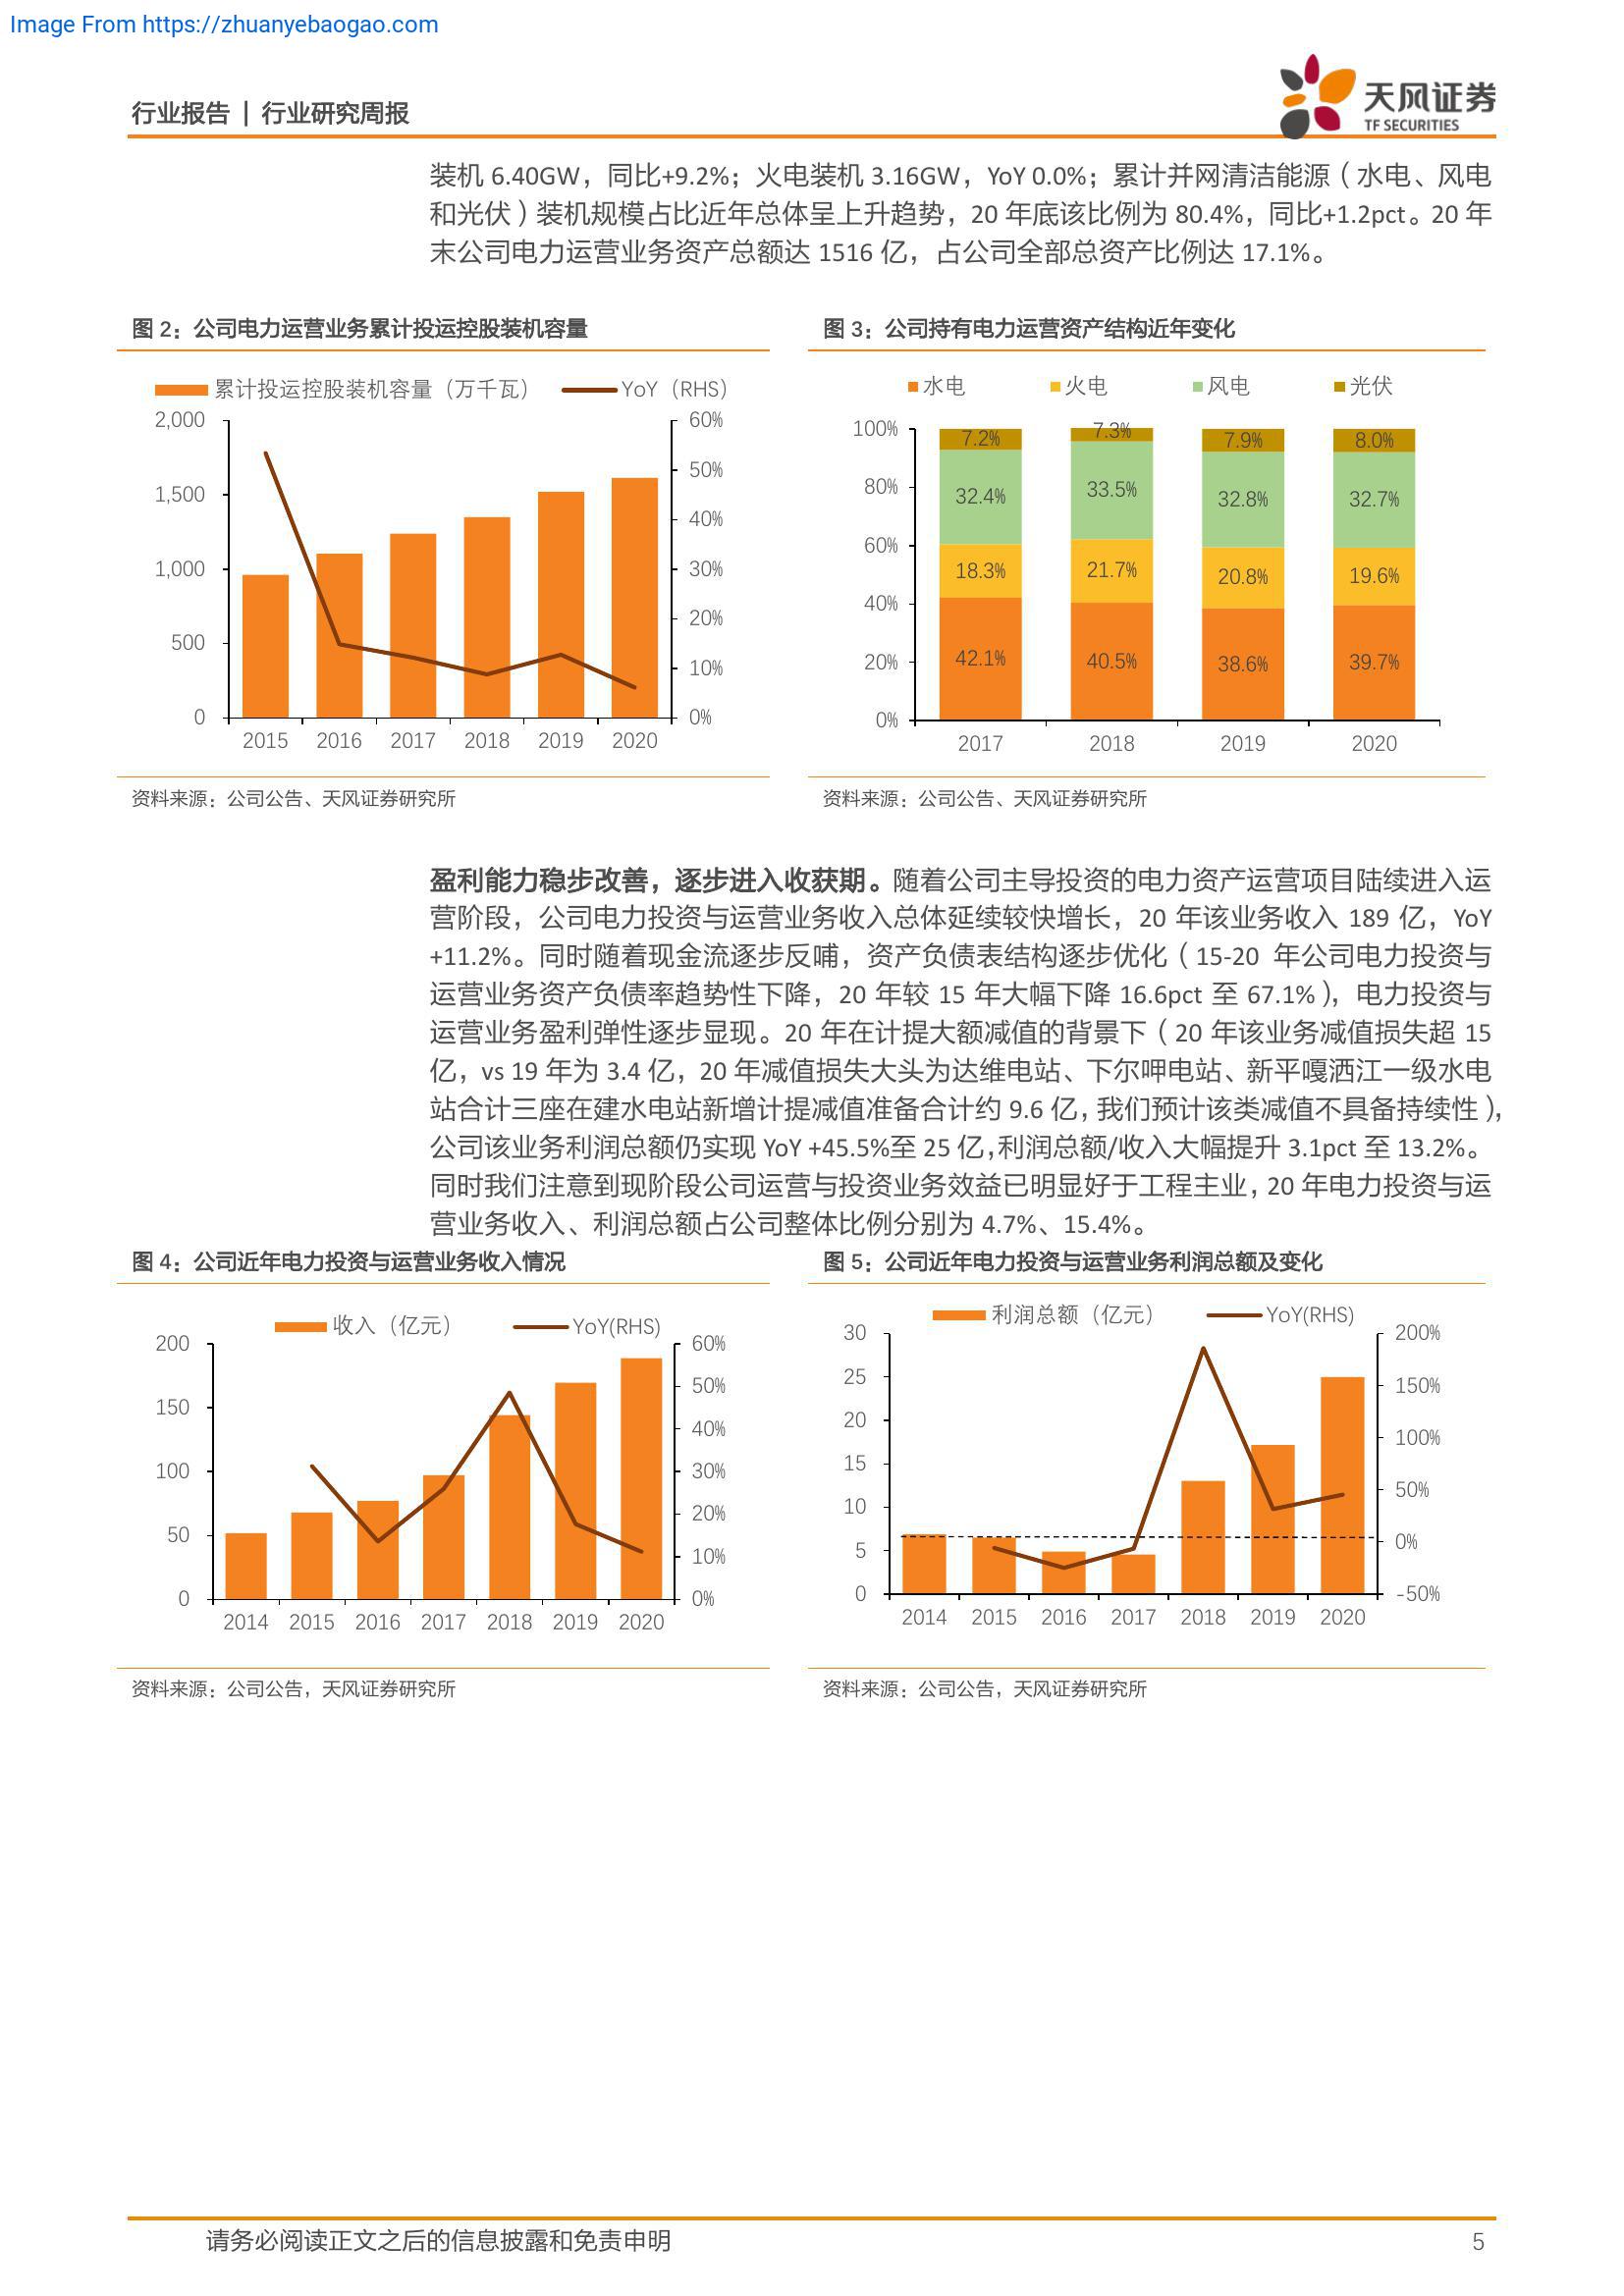 Image From https://zhuanyebaogao.com
行业报告 | 行业研究周报
天风证券
TF SECURITIES
装机 6.40GW，同比+9.2%；火电装机 3.16GW，YoY 0.0%；累计并网清洁能源（水电、风电
和光伏）装机规模占比近年总体呈上升趋势，20 年底该比例为 80.4%，同比+1.2pct。20 年
末公司电力运营业务资产总额达 1516 亿，占公司全部总资产比例达 17.1%。
图 2：公司电力运营业务累计投运控股装机容量
累计投运控股装机容量（万千瓦） YoY（RHS）
2,000 60%
50%
1,500
40%
1,000 30%
20%
500
10%
0 0%
2015 2016 2017 2018 2019 2020
资料来源：公司公告、天风证券研究所
图 3：公司持有电力运营资产结构近年变化
水电 火电 风电 光伏
100% 7.2% 7.3% 7.9% 8.0%
80%
32.4% 33.5% 32.8% 32.7%
60%
18.3% 21.7% 20.8% 19.6%
40%
20% 42.1% 40.5% 38.6% 39.7%
0%
2017 2018 2019 2020
资料来源：公司公告、天风证券研究所
盈利能力稳步改善，逐步进入收获期。随着公司主导投资的电力资产运营项目陆续进入运
营阶段，公司电力投资与运营业务收入总体延续较快增长，20 年该业务收入 189 亿，YoY
+11.2%。同时随着现金流逐步反哺，资产负债表结构逐步优化（15-20 年公司电力投资与
运营业务资产负债率趋势性下降，20 年较 15 年大幅下降 16.6pct 至 67.1%），电力投资与
运营业务盈利弹性逐步显现。20 年在计提大额减值的背景下（20 年该业务减值损失超 15
亿，vs 19 年为 3.4 亿，20 年减值损失大头为达维电站、下尔呷电站、新平嘎洒江一级水电
站合计三座在建水电站新增计提减值准备合计约 9.6 亿，我们预计该类减值不具备持续性），
公司该业务利润总额仍实现 YoY +45.5%至 25 亿，利润总额/收入大幅提升 3.1pct 至 13.2%。
同时我们注意到现阶段公司运营与投资业务效益已明显好于工程主业，20 年电力投资与运
营业务收入、利润总额占公司整体比例分别为 4.7%、15.4%。
图 4：公司近年电力投资与运营业务收入情况
收入（亿元） YoY(RHS)
200 60%
50%
150
40%
100 30%
20%
50
10%
0 0%
2014 2015 2016 2017 2018 2019 2020
资料来源：公司公告，天风证券研究所
图 5：公司近年电力投资与运营业务利润总额及变化
利润总额（亿元） YoY(RHS)
30 200%
25 150%
20
100%
15
50%
10
0%
5
0 -50%
2014 2015 2016 2017 2018 2019 2020
资料来源：公司公告，天风证券研究所
请务必阅读正文之后的信息披露和免责申明 5